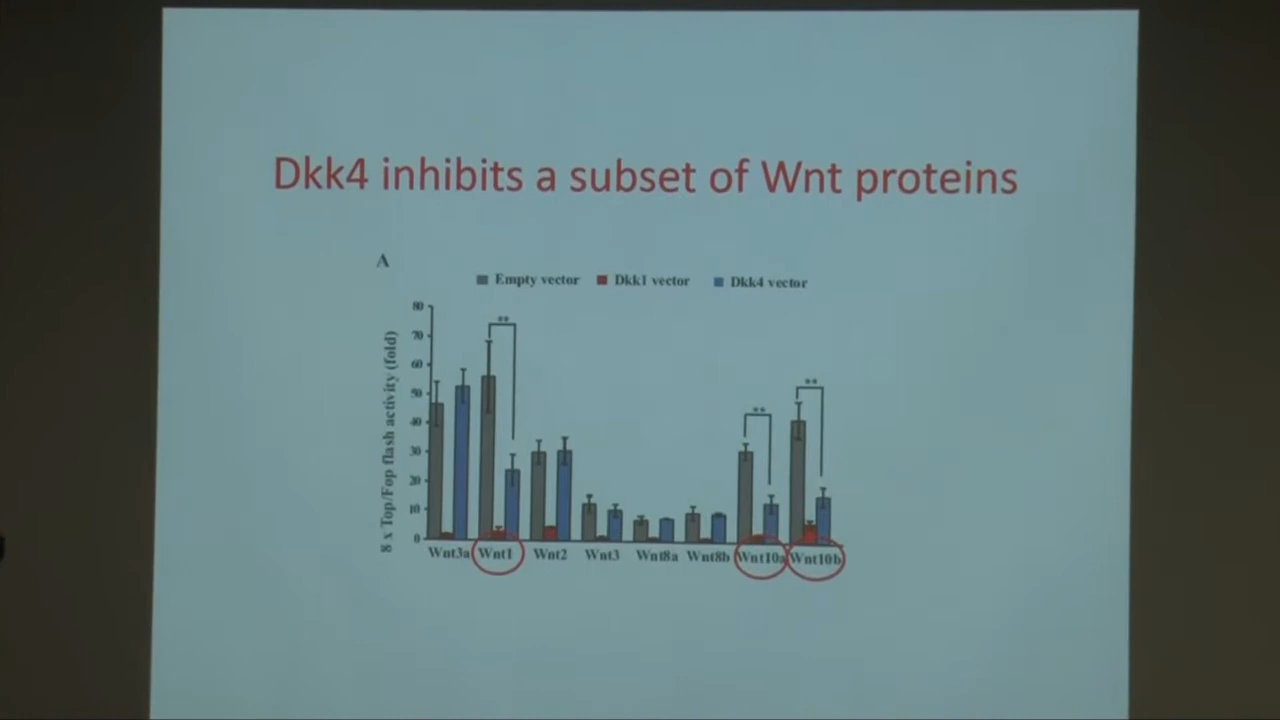 Dkk4 inhibits a subset of Wnt proteins
A
Empty vector Dkk1 vector Dkk4 vector
8 x Top/Fop flash activity (fold)
80
70
60
50
40
30
20
10
0
**
**
**
Wnt3a Wnt1 Wnt2 Wnt3 Wnt8a Wnt8b Wnt10a Wnt10b